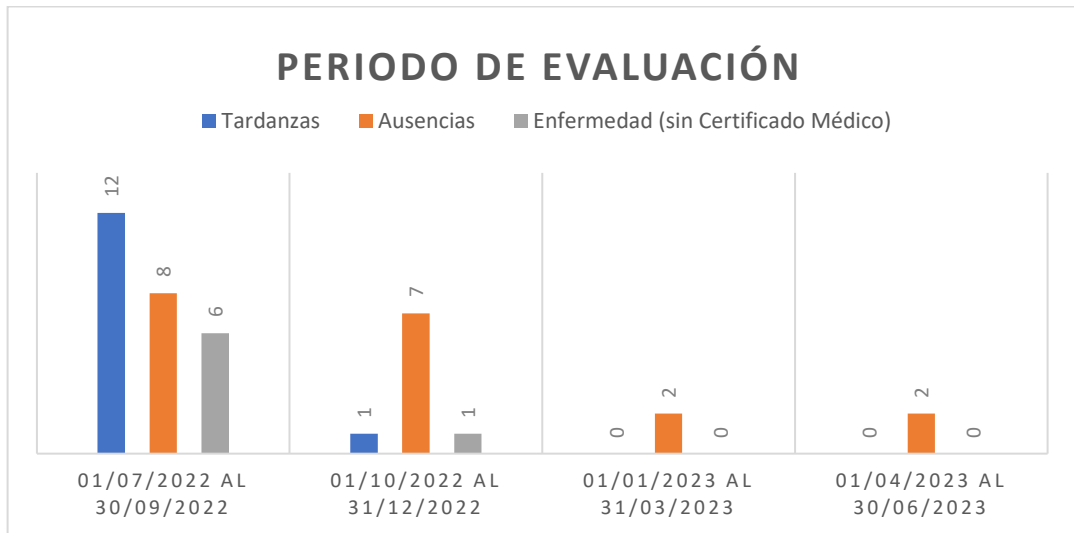 PERIODO DE EVALUACIÓN
Tardanzas Ausencias Enfermedad (sin Certificado Médico)
12
8
6
1
7
1
0
2
0
0
2
0
01/07/2022 AL
30/09/2022
01/10/2022 AL
31/12/2022
01/01/2023 AL
31/03/2023
01/04/2023 AL
30/06/2023